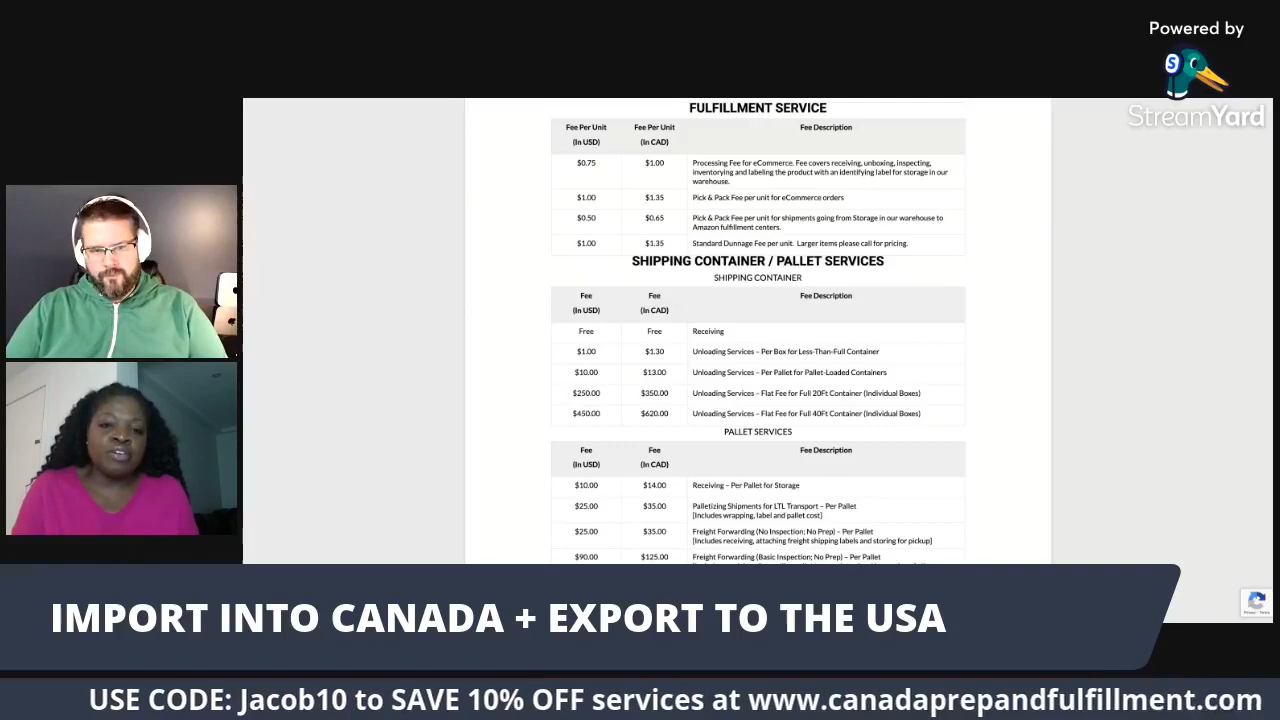 Powered by
StreamYard
FULFILLMENT SERVICE
Fee Per Unit
(In USD)
Fee Per Unit
(In CAD)
Fee Description
$0.75
$1.00
Processing Fee for eCommerce. Fee covers receiving, unboxing, inspecting,
inventorying and labeling the product with an identifying label for storage in our
warehouse.
$1.00
$1.35
Pick & Pack Fee per unit for eCommerce orders
$0.50
$0.65
Pick & Pack Fee per unit for shipments going from Storage in our warehouse to
Amazon fulfillment centers.
$1.00
$1.35
Standard Dunnage Fee per unit. Larger items please call for pricing.
SHIPPING CONTAINER / PALLET SERVICES
SHIPPING CONTAINER
Fee
(In USD)
Fee
(In CAD)
Fee Description
Free
Free
Receiving
$1.00
$1.30
Unloading Services – Per Box for Less-Than-Full Container
$10.00
$13.00
Unloading Services – Per Pallet for Pallet-Loaded Containers
$250.00
$350.00
Unloading Services – Flat Fee for Full 20Ft Container (Individual Boxes)
$450.00
$620.00
Unloading Services – Flat Fee for Full 40Ft Container (Individual Boxes)
PALLET SERVICES
Fee
(In USD)
Fee
(In CAD)
Fee Description
$10.00
$14.00
Receiving – Per Pallet for Storage
$25.00
$35.00
Palletizing Shipments for LTL Transport – Per Pallet
[Includes wrapping, label and pallet cost]
$25.00
$35.00
Freight Forwarding (No Inspection; No Prep) – Per Pallet
[Includes receiving, attaching freight shipping labels and storing for pickup]
$90.00
$125.00
Freight Forwarding (Basic Inspection; No Prep) – Per Pallet
Privacy - Terms
IMPORT INTO CANADA + EXPORT TO THE USA
USE CODE: Jacob10 to SAVE 10% OFF services at www.canadaprepandfulfillment.com